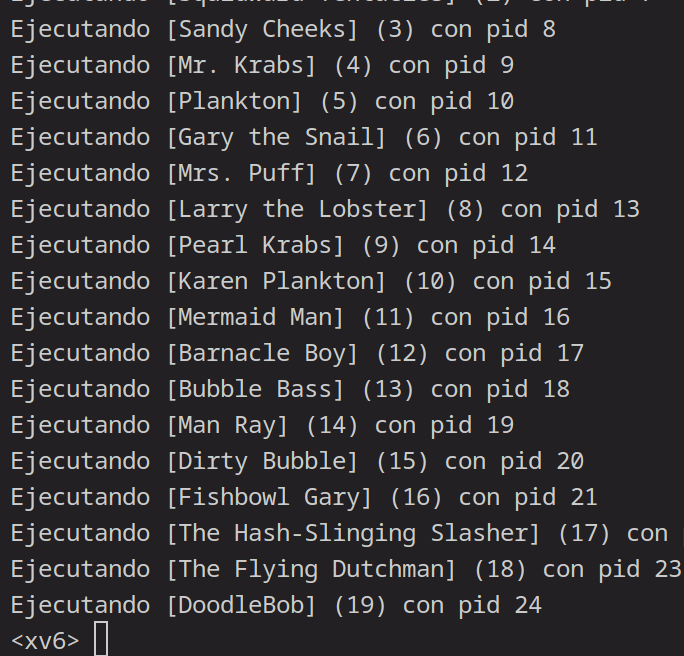 Ejecutando [Sandy Cheeks] (3) con pid 8
Ejecutando [Mr. Krabs] (4) con pid 9
Ejecutando [Plankton] (5) con pid 10
Ejecutando [Gary the Snail] (6) con pid 11
Ejecutando [Mrs. Puff] (7) con pid 12
Ejecutando [Larry the Lobster] (8) con pid 13
Ejecutando [Pearl Krabs] (9) con pid 14
Ejecutando [Karen Plankton] (10) con pid 15
Ejecutando [Mermaid Man] (11) con pid 16
Ejecutando [Barnacle Boy] (12) con pid 17
Ejecutando [Bubble Bass] (13) con pid 18
Ejecutando [Man Ray] (14) con pid 19
Ejecutando [Dirty Bubble] (15) con pid 20
Ejecutando [Fishbowl Gary] (16) con pid 21
Ejecutando [The Hash-Slinging Slasher] (17) con
Ejecutando [The Flying Dutchman] (18) con pid 23
Ejecutando [DoodleBob] (19) con pid 24
<xv6>